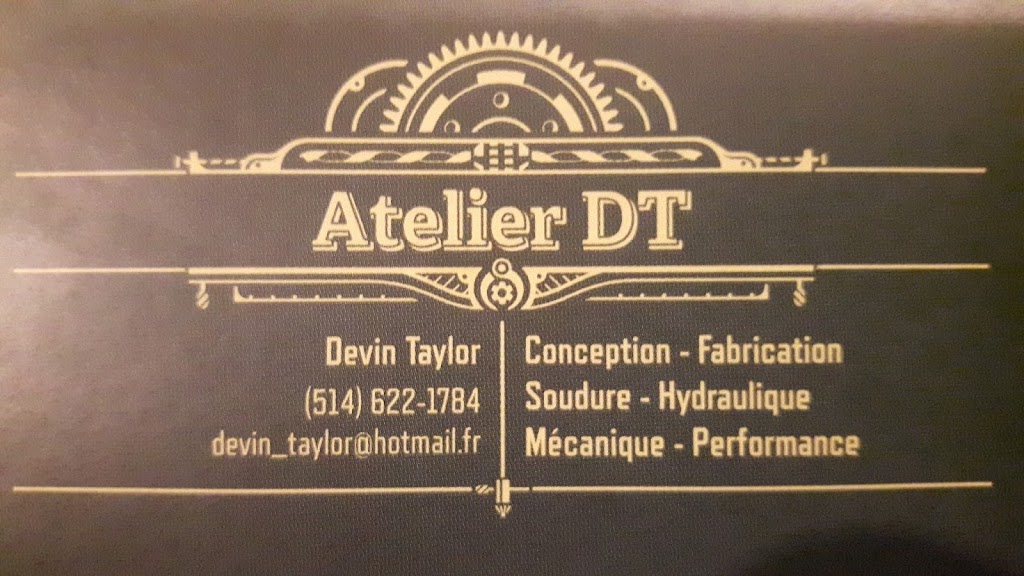 Atelier DT
Devin Taylor
(514) 622-1784
devin_taylor@hotmail.fr
Conception - Fabrication
Soudure - Hydraulique
Mécanique - Performance